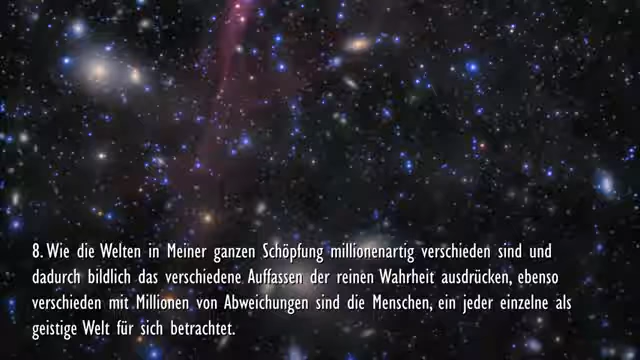 8. Wie die Welten in Meiner ganzen Schöpfung millionenartig verschieden sind und
dadurch bildlich das verschiedene Auffassen der reinen Wahrheit ausdrücken, ebenso
verschieden mit Millionen von Abweichungen sind die Menschen, ein jeder einzelne als
geistige Welt für sich betrachtet.